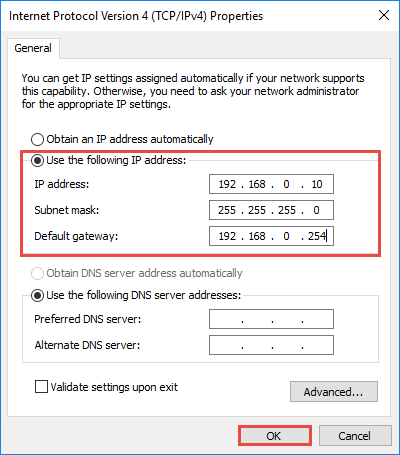 Internet Protocol Version 4 (TCP/IPv4) Properties
General
You can get IP settings assigned automatically if your network supports
this capability. Otherwise, you need to ask your network administrator
for the appropriate IP settings.
Obtain an IP address automatically
Use the following IP address:
IP address: 192 . 168 . 0 . 10
Subnet mask: 255 . 255 . 255 . 0
Default gateway: 192 . 168 . 0 . 254
Obtain DNS server address automatically
Use the following DNS server addresses:
Preferred DNS server: . . .
Alternate DNS server: . . .
Validate settings upon exit
Advanced...
OK Cancel